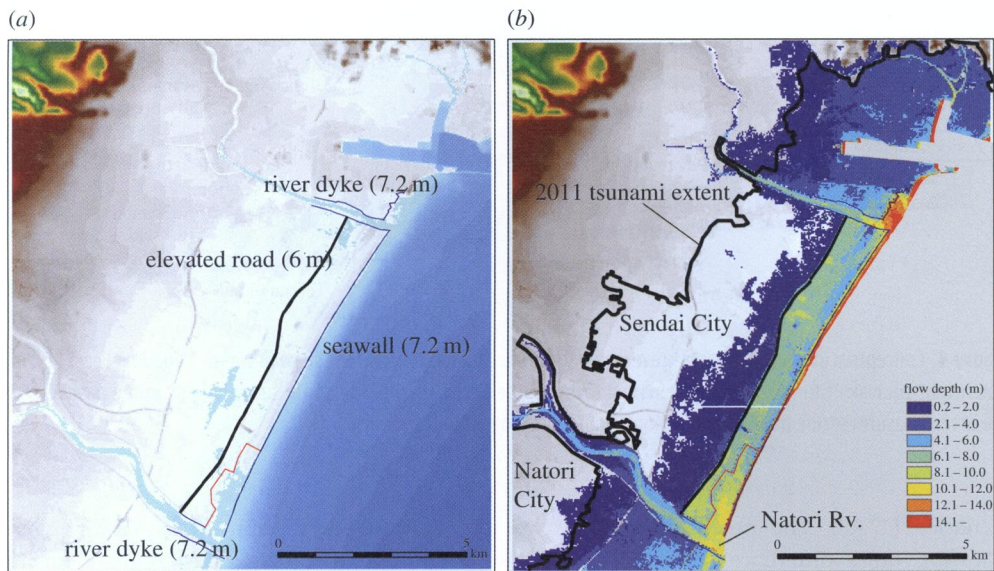 (a)
river dyke (7.2 m)
elevated road (6 m)
seawall (7.2 m)
river dyke (7.2 m)
0 5
km
(b)
2011 tsunami extent
Sendai City
Natori
City
Natori Rv.
flow depth (m)
0.2 – 2.0
2.1 – 4.0
4.1 – 6.0
6.1 – 8.0
8.1 – 10.0
10.1 – 12.0
12.1 – 14.0
14.1 –
0 5
km